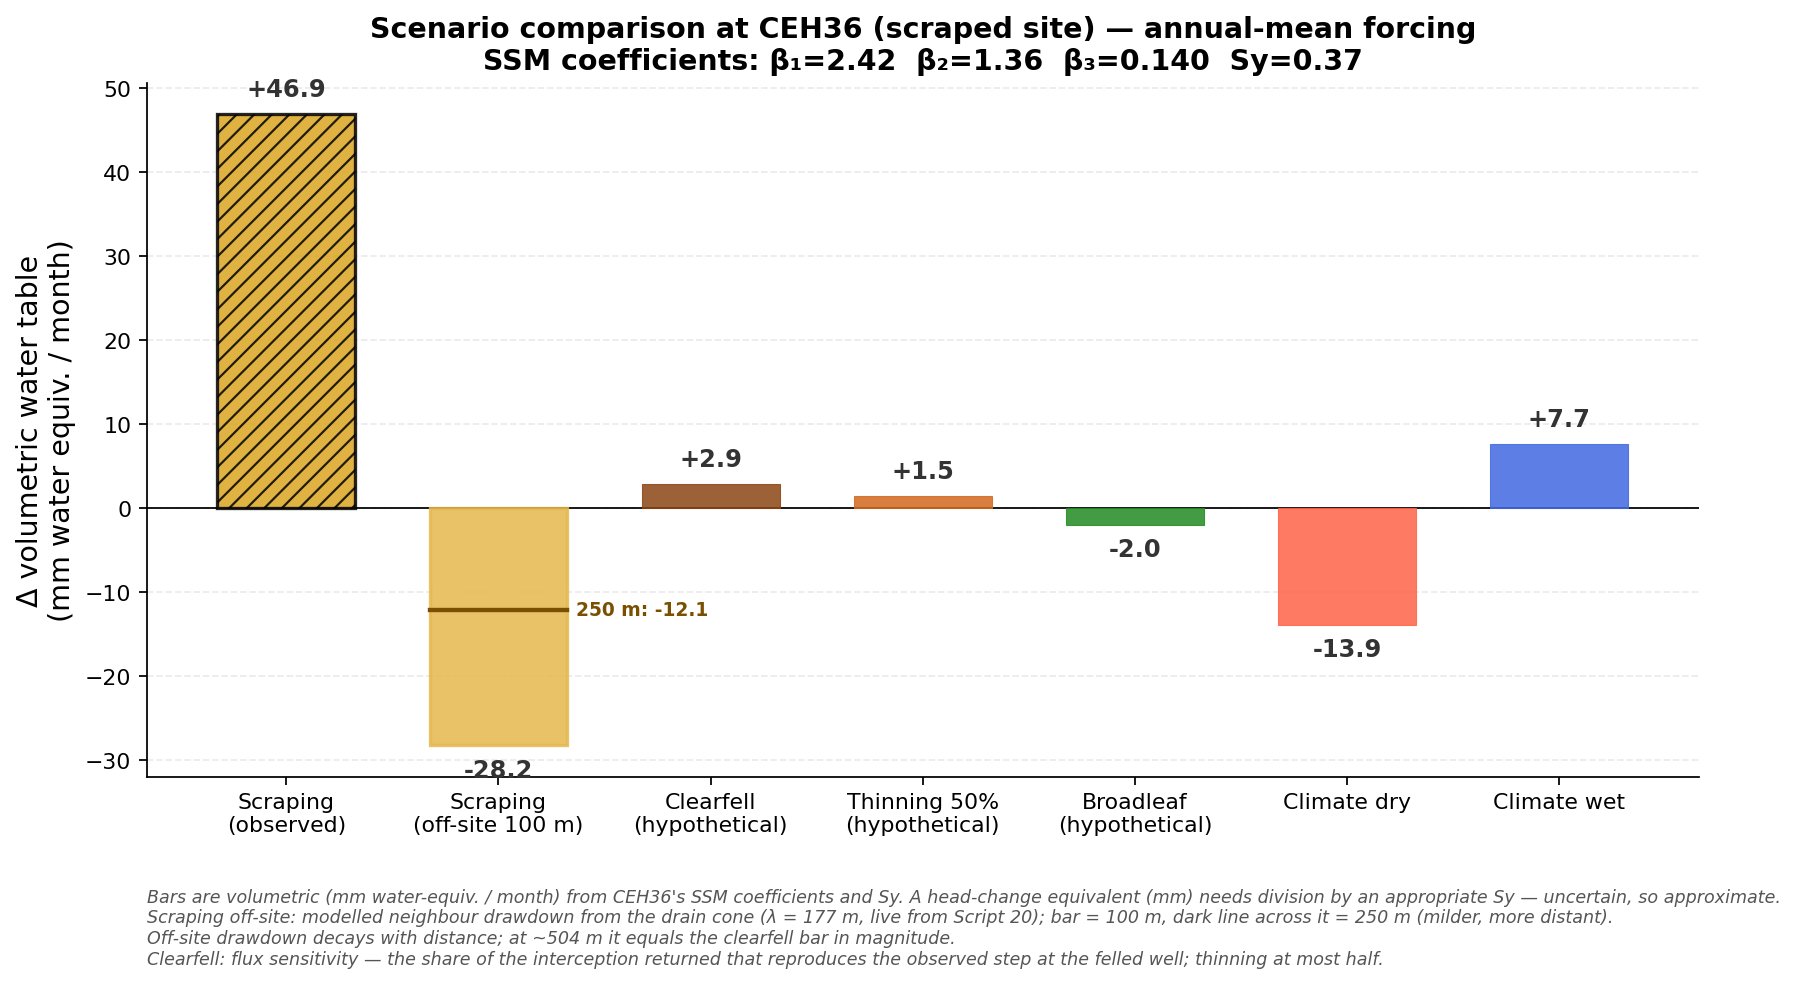 Scenario comparison at CEH36 (scraped site) — annual-mean forcing
SSM coefficients: β₁=2.42  β₂=1.36  β₃=0.140  Sy=0.37
Δ volumetric water table
(mm water equiv. / month)
50
40
30
20
10
0
−10
−20
−30
+46.9
-28.2
250 m: -12.1
+2.9
+1.5
-2.0
-13.9
+7.7
Scraping
(observed)
Scraping
(off-site 100 m)
Clearfell
(hypothetical)
Thinning 50%
(hypothetical)
Broadleaf
(hypothetical)
Climate dry
Climate wet
Bars are volumetric (mm water-equiv. / month) from CEH36's SSM coefficients and Sy. A head-change equivalent (mm) needs division by an appropriate Sy — uncertain, so approximate.
Scraping off-site: modelled neighbour drawdown from the drain cone (λ = 177 m, live from Script 20); bar = 100 m, dark line across it = 250 m (milder, more distant).
Off-site drawdown decays with distance; at ~504 m it equals the clearfell bar in magnitude.
Clearfell: flux sensitivity — the share of the interception returned that reproduces the observed step at the felled well; thinning at most half.